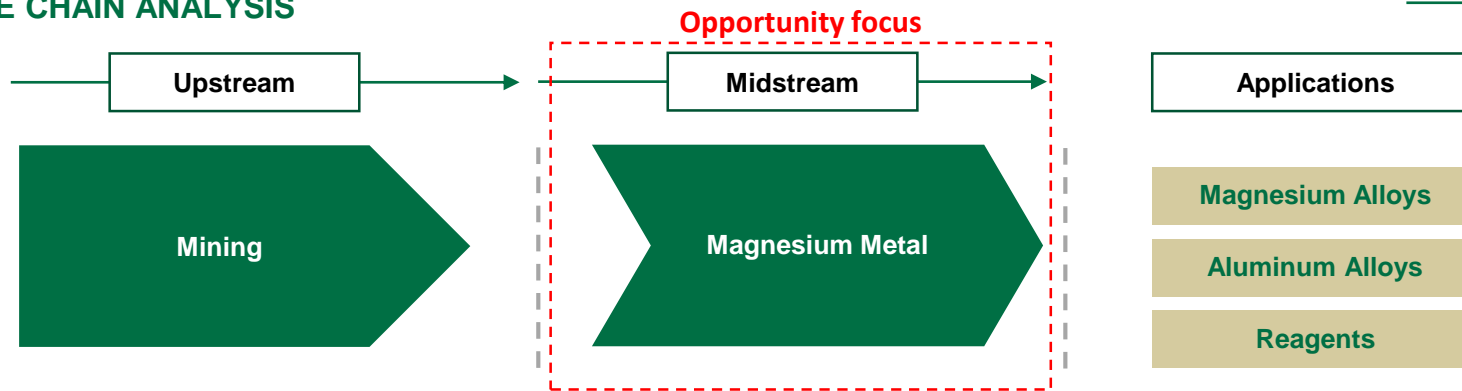 E CHAIN ANALYSIS
Opportunity focus
Upstream
Midstream
Applications
Mining
Magnesium Metal
Magnesium Alloys
Aluminum Alloys
Reagents